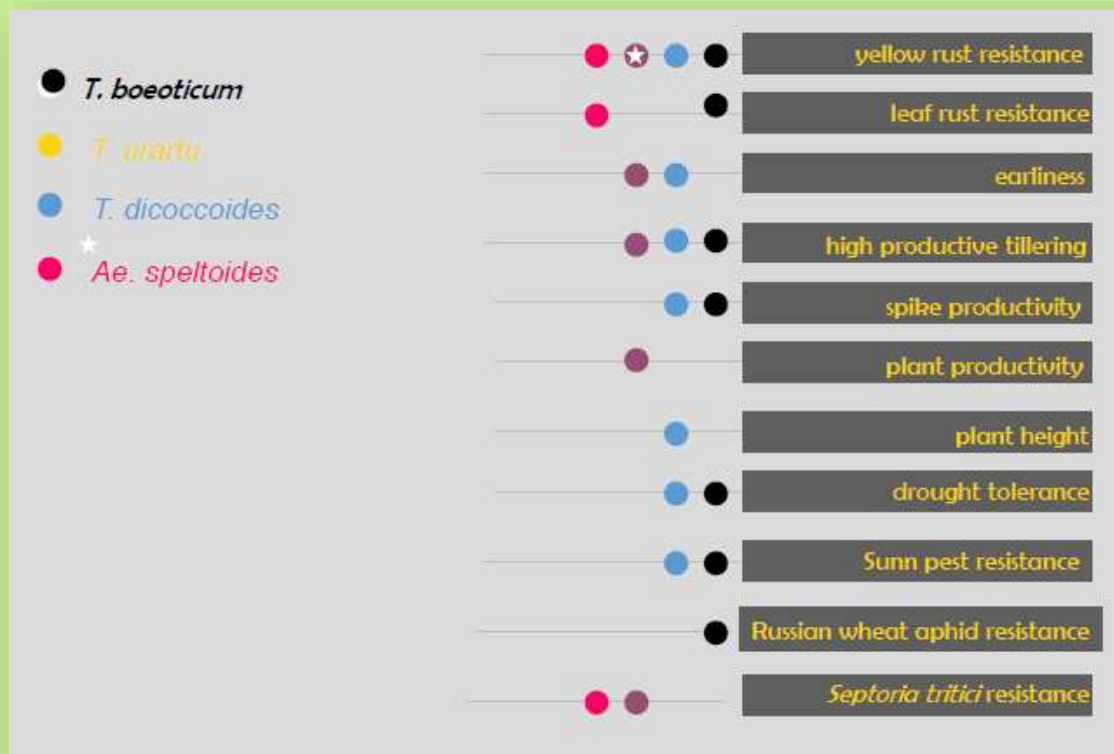 T. boeoticum
T. urartu
T. dicoccoides
Ae. speltoides
yellow rust resistance
leaf rust resistance
earliness
high productive tillering
spike productivity
plant productivity
plant height
drought tolerance
Sunn pest resistance
Russian wheat aphid resistance
Septoria tritici resistance